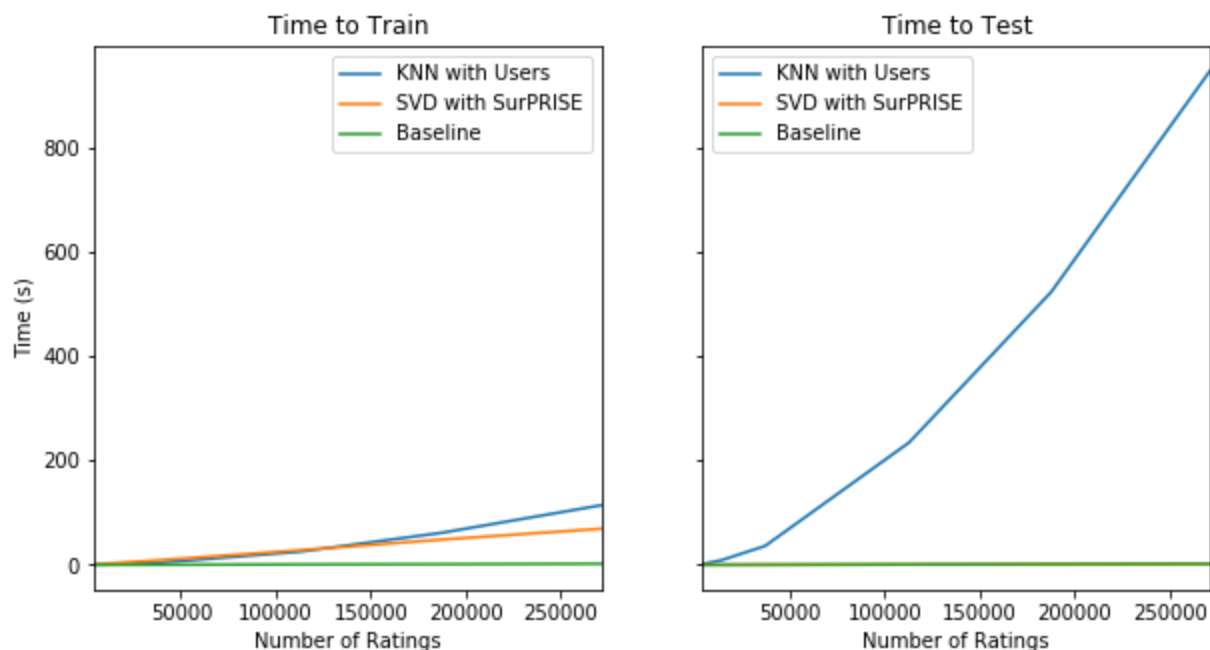 Time to Train
KNN with Users
SVD with SurPRISE
Baseline
800
600
400
200
0
Time (s)
50000 100000 150000 200000 250000
Number of Ratings
Time to Test
KNN with Users
SVD with SurPRISE
Baseline
50000 100000 150000 200000 250000
Number of Ratings